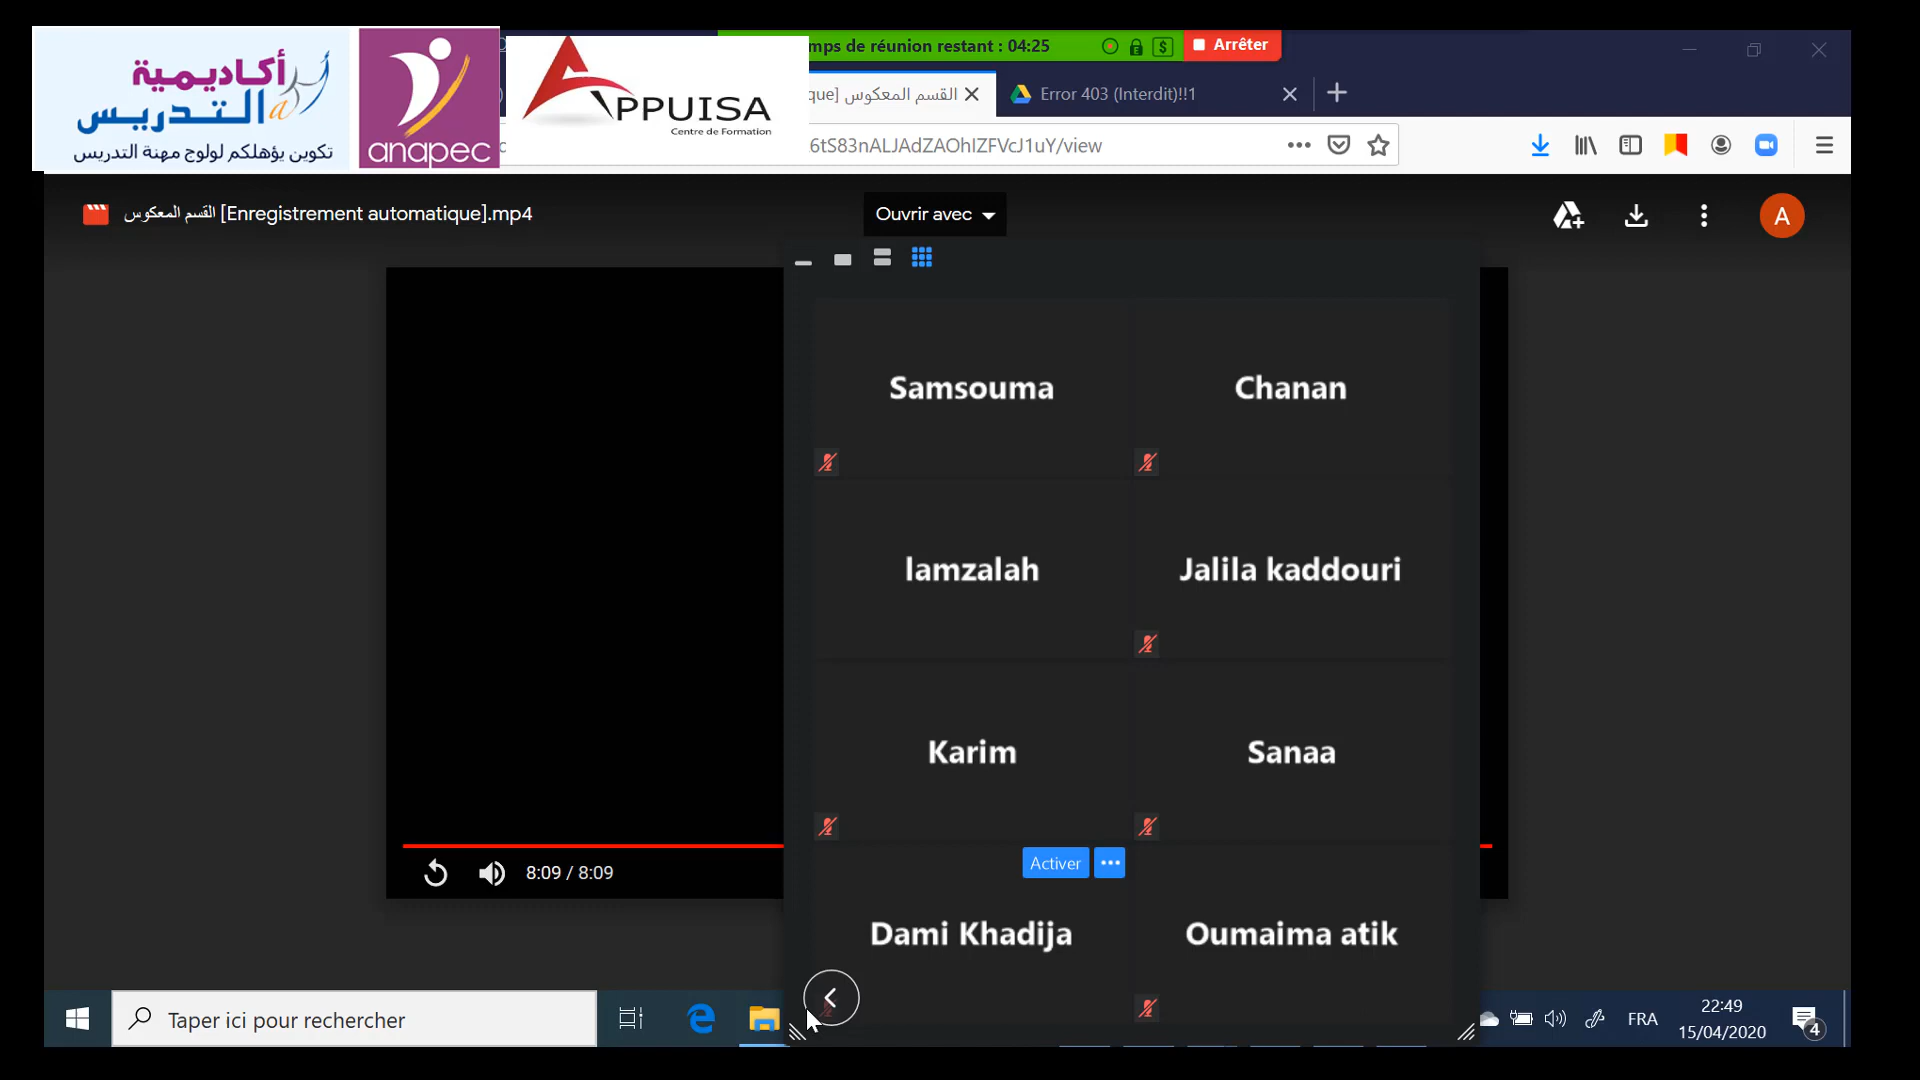 أكاديمية
التدريس
تكوين يؤهلكم لولوج مهنة التدريس
anapec
APPUISA
Centre de Formation
mps de réunion restant : 04:25
Arrêter
que] القسم المعكوس
Error 403 (Interdit)!!1
6tS83nALJAdZAOhIZFVcJ1uY/view
القسم المعكوس [Enregistrement automatique].mp4
Ouvrir avec
A
Samsouma
Chanan
lamzalah
Jalila kaddouri
Karim
Sanaa
Activer
8:09 / 8:09
Dami Khadija
Oumaima atik
Taper ici pour rechercher
FRA
22:49
15/04/2020
4